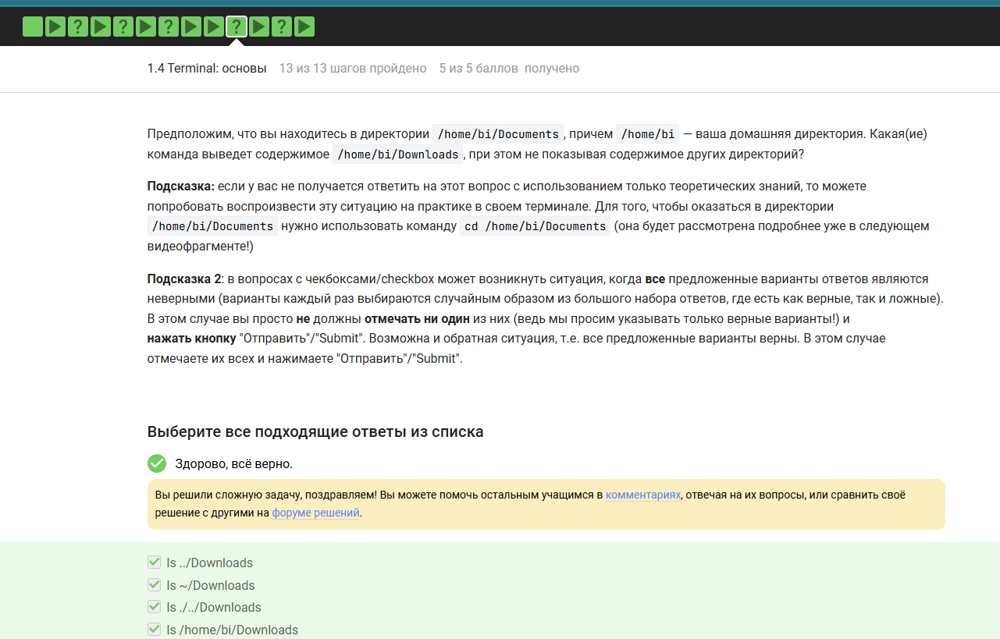 ? ? ? ? ?
1.4 Terminal: основы 13 из 13 шагов пройдено 5 из 5 баллов получено
Предположим, что вы находитесь в директории /home/bi/Documents, причем /home/bi — ваша домашняя директория. Какая(ие)
команда выведет содержимое /home/bi/Downloads, при этом не показывая содержимое других директорий?
Подсказка: если у вас не получается ответить на этот вопрос с использованием только теоретических знаний, то можете
попробовать воспроизвести эту ситуацию на практике в своем терминале. Для того, чтобы оказаться в директории
/home/bi/Documents нужно использовать команду cd /home/bi/Documents (она будет рассмотрена подробнее уже в следующем
видеофрагменте!)
Подсказка 2: в вопросах с чекбоксами/checkbox может возникнуть ситуация, когда все предложенные варианты ответов являются
неверными (варианты каждый раз выбираются случайным образом из большого набора ответов, где есть как верные, так и ложные).
В этом случае вы просто не должны отмечать ни один из них (ведь мы просим указывать только верные варианты!) и
нажать кнопку "Отправить"/"Submit". Возможна и обратная ситуация, т.е. все предложенные варианты верны. В этом случае
отмечаете их всех и нажимаете "Отправить"/"Submit".
Выберите все подходящие ответы из списка
Здорово, всё верно.
Вы решили сложную задачу, поздравляем! Вы можете помочь остальным учащимся в комментариях, отвечая на их вопросы, или сравнить своё
решение с другими на форуме решений.
ls ../Downloads
ls ~/Downloads
ls ./../Downloads
ls /home/bi/Downloads